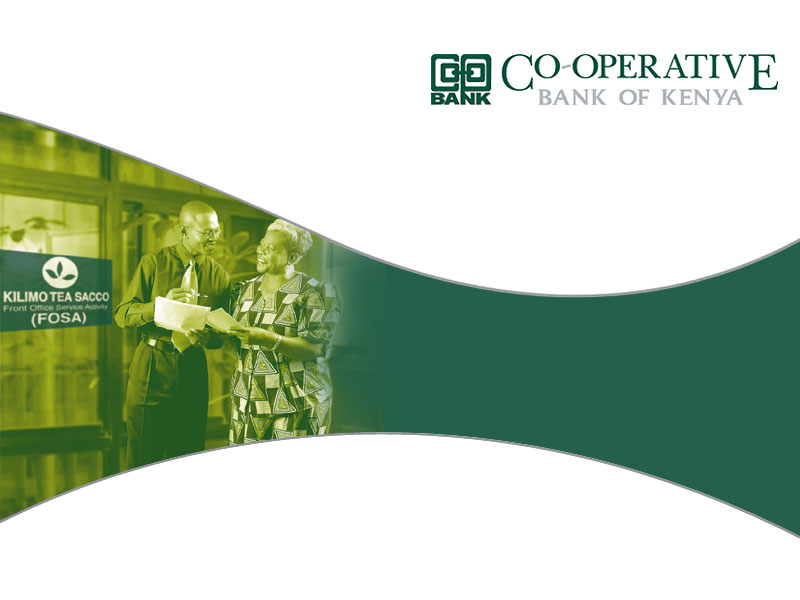 CO-OP
BANK
CO-OPERATIVE
BANK OF KENYA
KILIMO TEA SACCO
Front Office Service Activity
(FOSA)